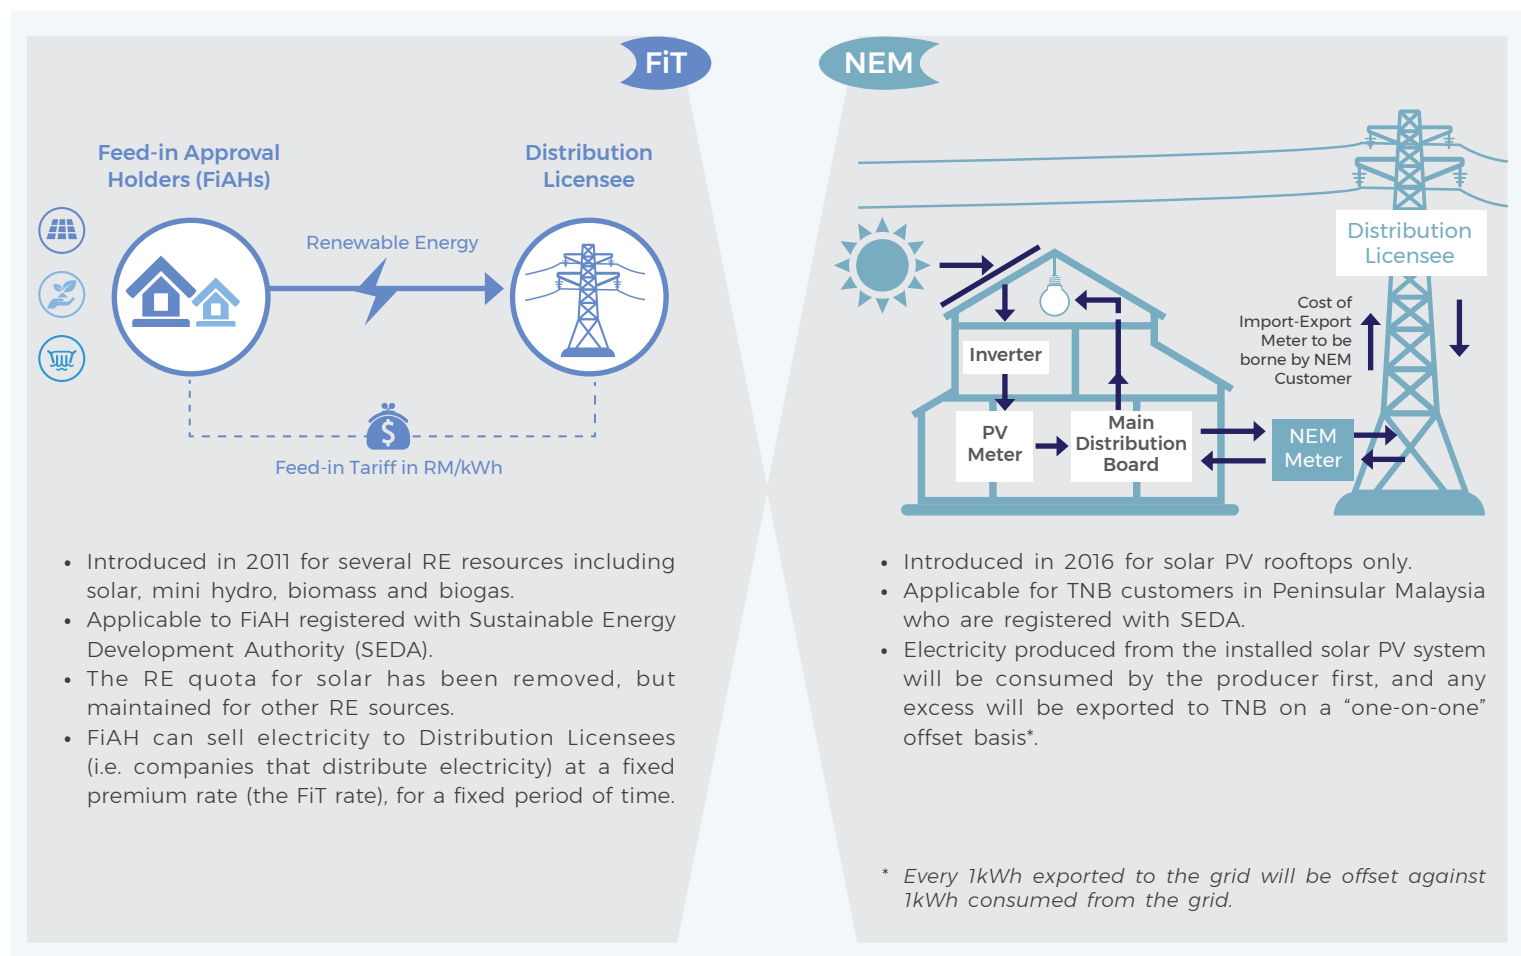 FiT
Feed-in Approval
Holders (FiAHs)
Distribution
Licensee
Renewable Energy
$
Feed-in Tariff in RM/kWh
• Introduced in 2011 for several RE resources including
solar, mini hydro, biomass and biogas.
• Applicable to FiAH registered with Sustainable Energy
Development Authority (SEDA).
• The RE quota for solar has been removed, but
maintained for other RE sources.
• FiAH can sell electricity to Distribution Licensees
(i.e. companies that distribute electricity) at a fixed
premium rate (the FiT rate), for a fixed period of time.
NEM
Distribution
Licensee
Cost of
Import-Export
Meter to be
borne by NEM
Customer
Inverter
PV
Meter
Main
Distribution
Board
NEM
Meter
• Introduced in 2016 for solar PV rooftops only.
• Applicable for TNB customers in Peninsular Malaysia
who are registered with SEDA.
• Electricity produced from the installed solar PV system
will be consumed by the producer first, and any
excess will be exported to TNB on a “one-on-one”
offset basis*.
* Every 1kWh exported to the grid will be offset against
1kWh consumed from the grid.